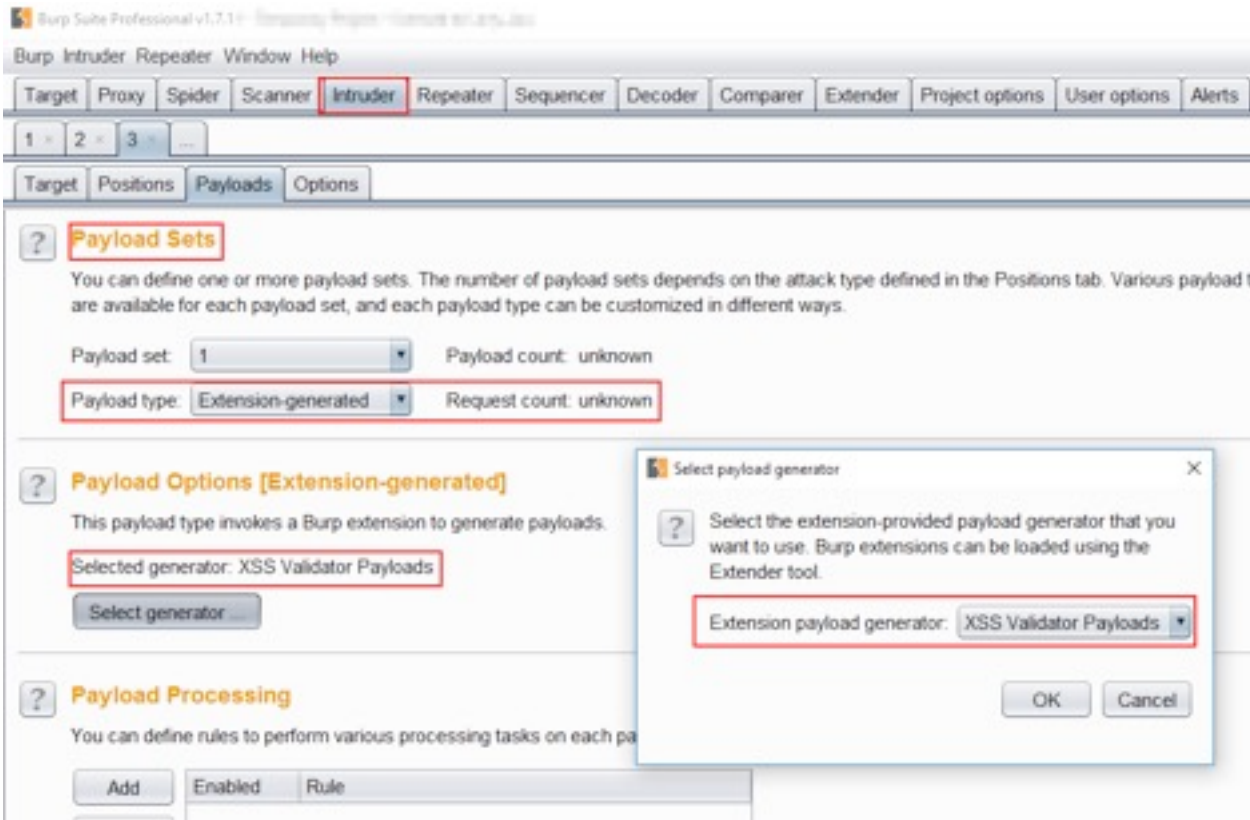 Burp Suite Professional v1.7.1
Burp Intruder Repeater Window Help
Target Proxy Spider Scanner Intruder Repeater Sequencer Decoder Comparer Extender Project options User options Alerts
1 × 2 × 3 × ...
Target Positions Payloads Options
? Payload Sets
You can define one or more payload sets. The number of payload sets depends on the attack type defined in the Positions tab. Various payload t
are available for each payload set, and each payload type can be customized in different ways.
Payload set: 1 Payload count: unknown
Payload type: Extension-generated Request count: unknown
? Payload Options [Extension-generated]
This payload type invokes a Burp extension to generate payloads.
Selected generator: XSS Validator Payloads
Select generator ...
Select payload generator
? Select the extension-provided payload generator that you
want to use. Burp extensions can be loaded using the
Extender tool.
Extension payload generator: XSS Validator Payloads
OK Cancel
? Payload Processing
You can define rules to perform various processing tasks on each pa
Add Enabled Rule